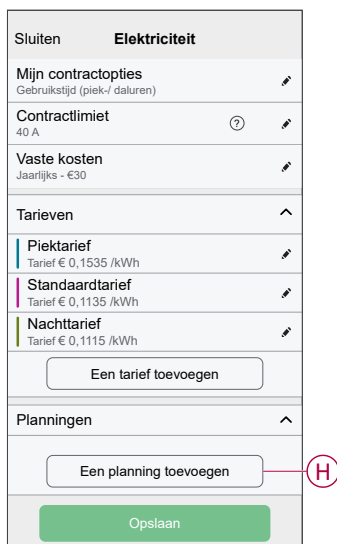 Sluiten Elektriciteit
Mijn contractopties
Gebruikstijd (piek-/ daluren)
Contractlimiet ?
40 A
Vaste kosten
Jaarlijks - €30
Tarieven
Piektarief
Tarief € 0,1535 /kWh
Standaardtarief
Tarief € 0,1135 /kWh
Nachttarief
Tarief € 0,1115 /kWh
Een tarief toevoegen
Planningen
Een planning toevoegen H
Opslaan